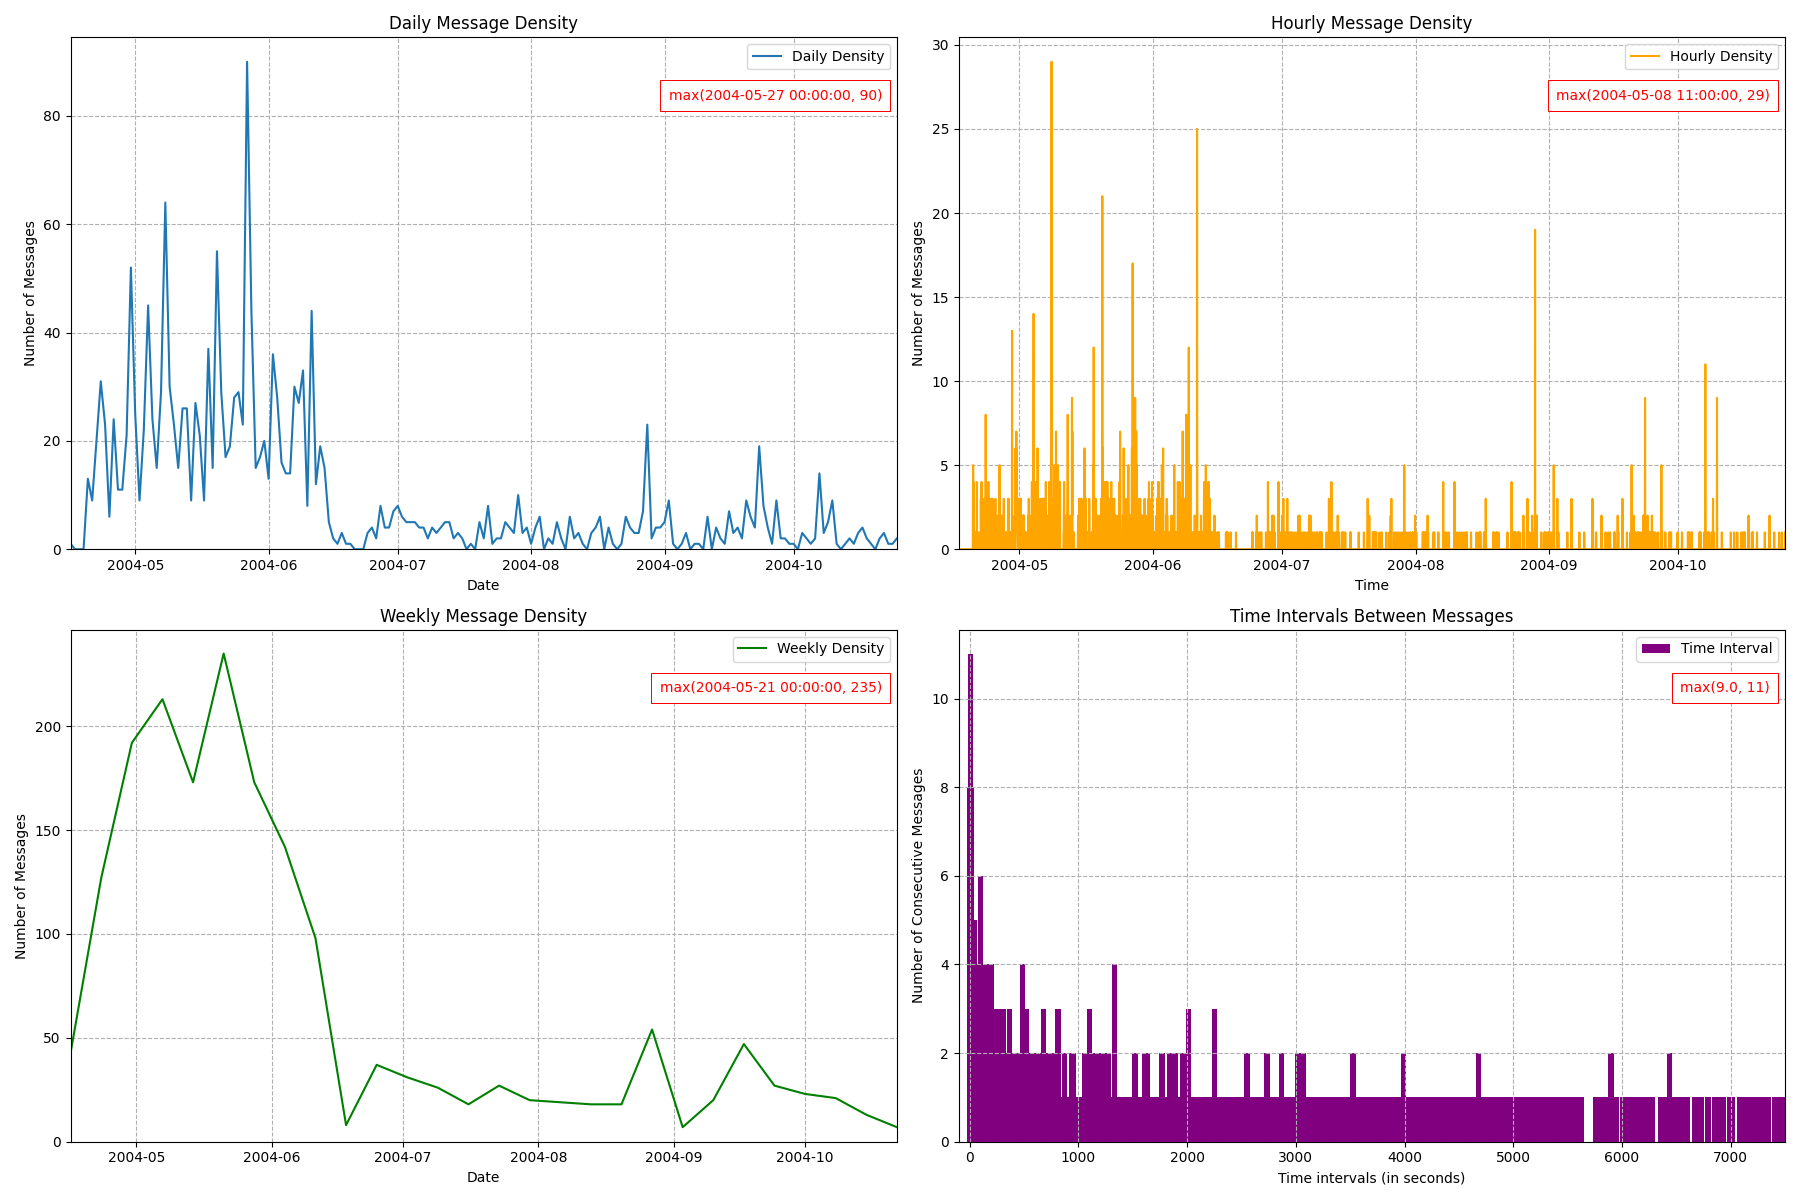 Daily Message Density
Daily Density
max(2004-05-27 00:00:00, 90)
Number of Messages
80
60
40
20
0
2004-05 2004-06 2004-07 2004-08 2004-09 2004-10
Date
Hourly Message Density
Hourly Density
max(2004-05-08 11:00:00, 29)
Number of Messages
30
25
20
15
10
5
0
2004-05 2004-06 2004-07 2004-08 2004-09 2004-10
Time
Weekly Message Density
Weekly Density
max(2004-05-21 00:00:00, 235)
Number of Messages
200
150
100
50
0
2004-05 2004-06 2004-07 2004-08 2004-09 2004-10
Date
Time Intervals Between Messages
Time Interval
max(9.0, 11)
Number of Consecutive Messages
10
8
6
4
2
0
0 1000 2000 3000 4000 5000 6000 7000
Time intervals (in seconds)